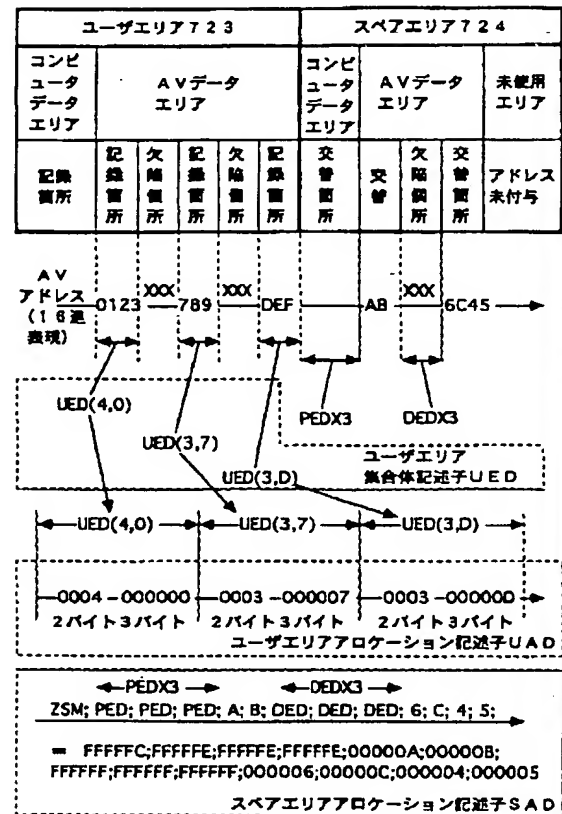 ユーザエリア７２３
スペアエリア７２４
コンピュータデータエリア
ＡＶデータエリア
コンピュータデータエリア
ＡＶデータエリア
未使用エリア
記録箇所
記録箇所
欠陥個所
記録箇所
欠陥個所
記録箇所
交替箇所
交替
欠陥個所
交替箇所
アドレス未付与
ＡＶアドレス（１６進表現）
0123 XXX 789 XXX DEF AB XXX 6C45
UED(4,0)
PEDX3 DEDX3
UED(3,7)
ユーザエリア
UED(3,D)
集合体記述子ＵＥＤ
UED(4,0) UED(3,7) UED(3,D)
0004 -000000 0003 -000007 0003 -00000D
２バイト３バイト ２バイト３バイト ２バイト３バイト
ユーザエリアアロケーション記述子ＵＡＤ
PEDX3 DEDX3
ZSM; PED; PED; PED; A; B; DED; DED; DED; 6; C; 4; 5;
= FFFFFC;FFFFFE;FFFFFE;FFFFFE;00000A;00000B;
FFFFFF;FFFFFF;FFFFFF;000006;00000C;000004;000005
スペアエリアアロケーション記述子ＳＡＤ